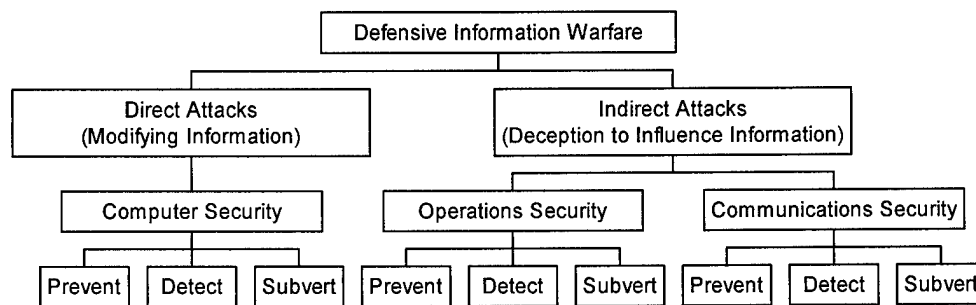 Defensive Information Warfare
Direct Attacks
(Modifying Information)
Indirect Attacks
(Deception to Influence Information)
Computer Security
Operations Security
Communications Security
Prevent
Detect
Subvert
Prevent
Detect
Subvert
Prevent
Detect
Subvert